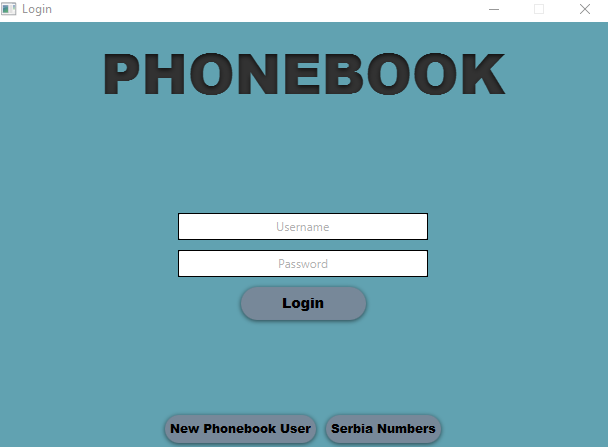 Login
PHONEBOOK
Username
Password
Login
New Phonebook User Serbia Numbers